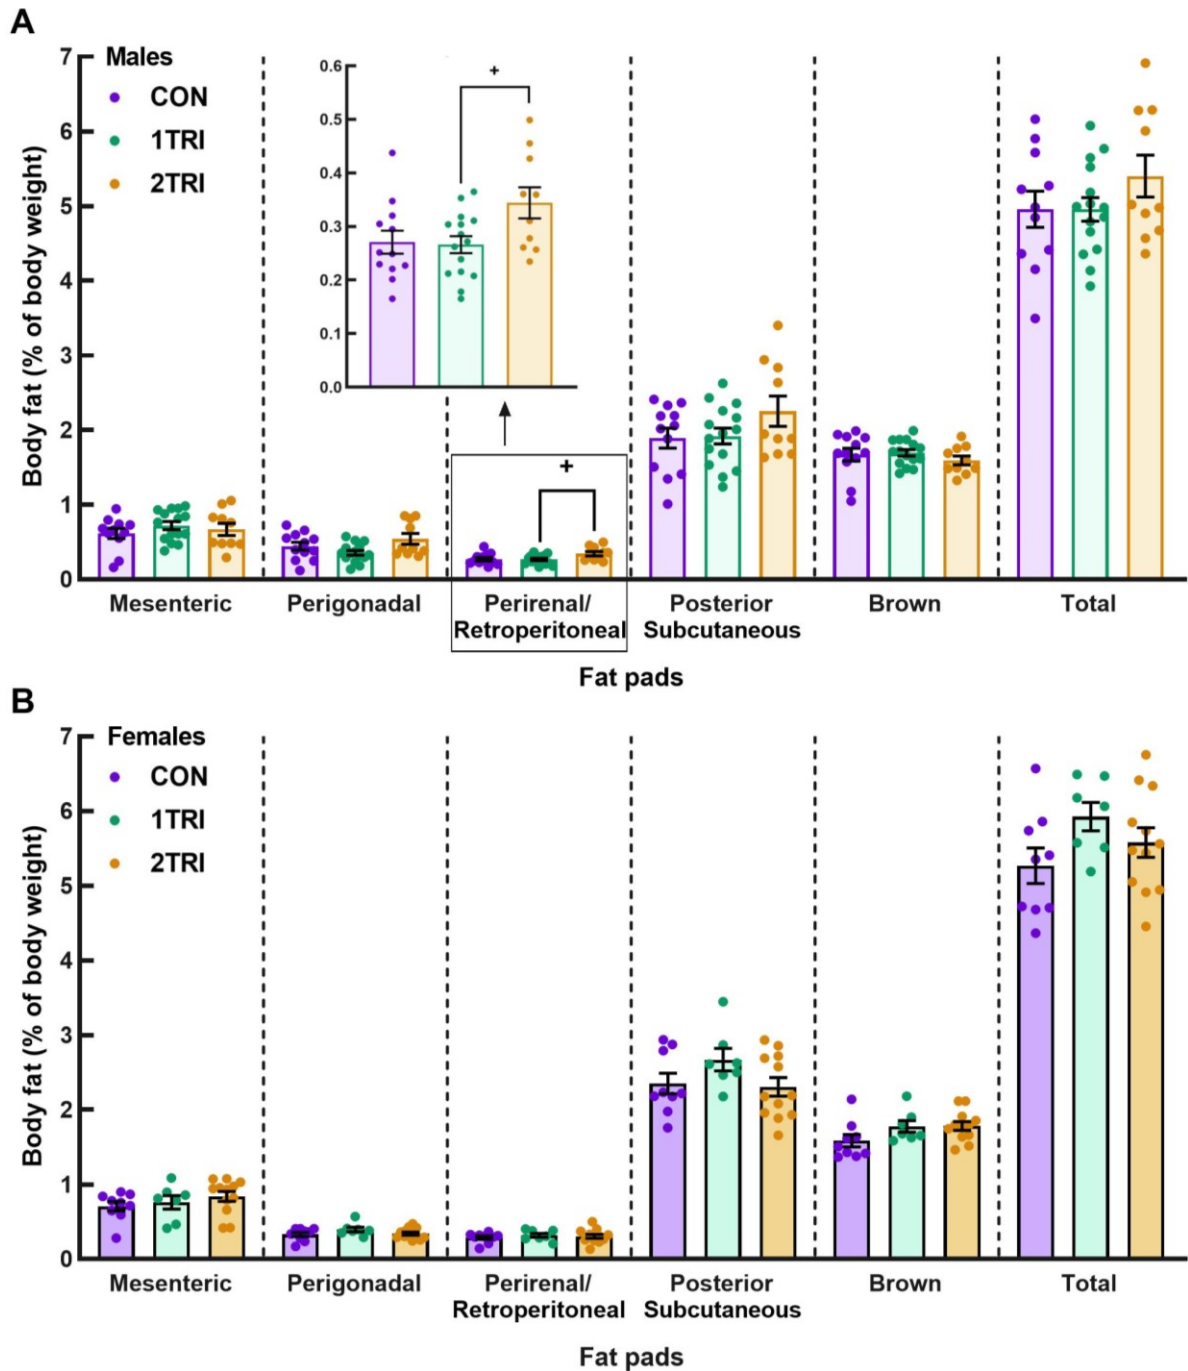 A
Males
CON
1TRI
2TRI
Body fat (% of body weight)
7
6
5
4
3
2
1
0
0.6
0.5
0.4
0.3
0.2
0.1
0.0
+
+
Mesenteric
Perigonadal
Perirenal/
Retroperitoneal
Posterior
Subcutaneous
Brown
Total
Fat pads
B
Females
CON
1TRI
2TRI
Body fat (% of body weight)
7
6
5
4
3
2
1
0
Mesenteric
Perigonadal
Perirenal/
Retroperitoneal
Posterior
Subcutaneous
Brown
Total
Fat pads